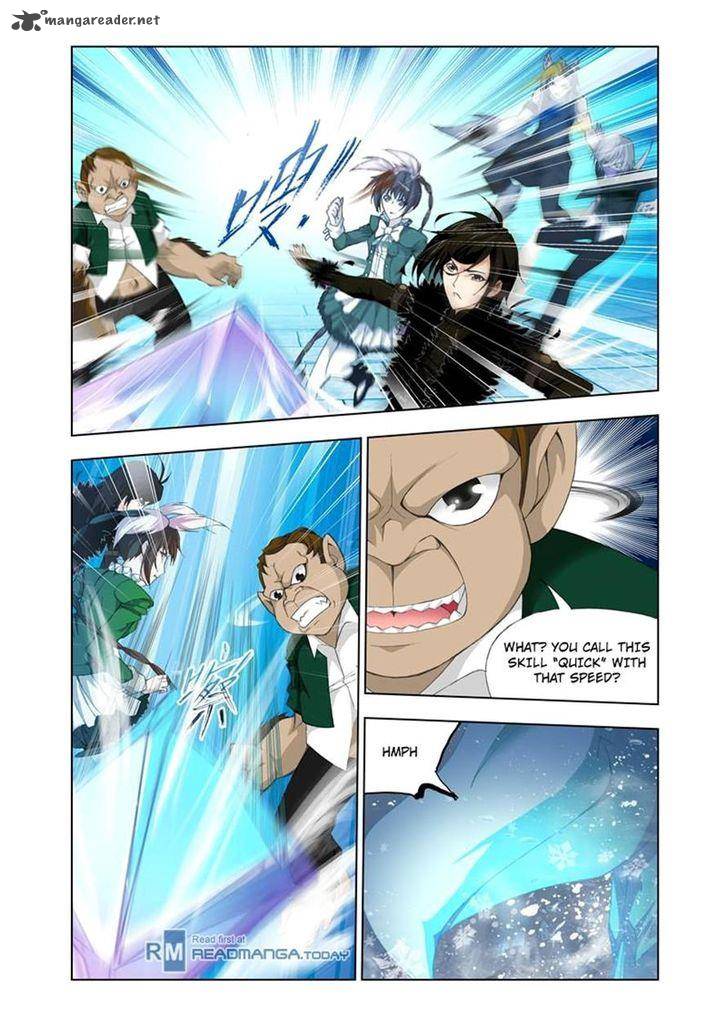 mangareader.net
WHAT? YOU CALL THIS
SKILL "QUICK" WITH
THAT SPEED?
HMPH
Read first at
RM READMANGA.TODAY